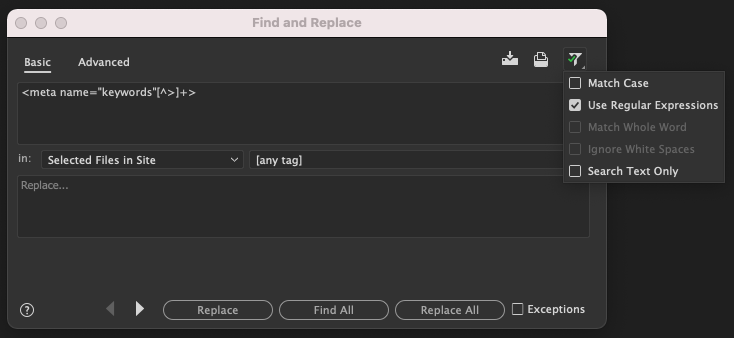 Find and Replace
Basic
Advanced
Match Case
Use Regular Expressions
Match Whole Word
Ignore White Spaces
Search Text Only
<meta name="keywords"[^>]+>
in:
Selected Files in Site
[any tag]
Replace...
?
Replace
Find All
Replace All
Exceptions